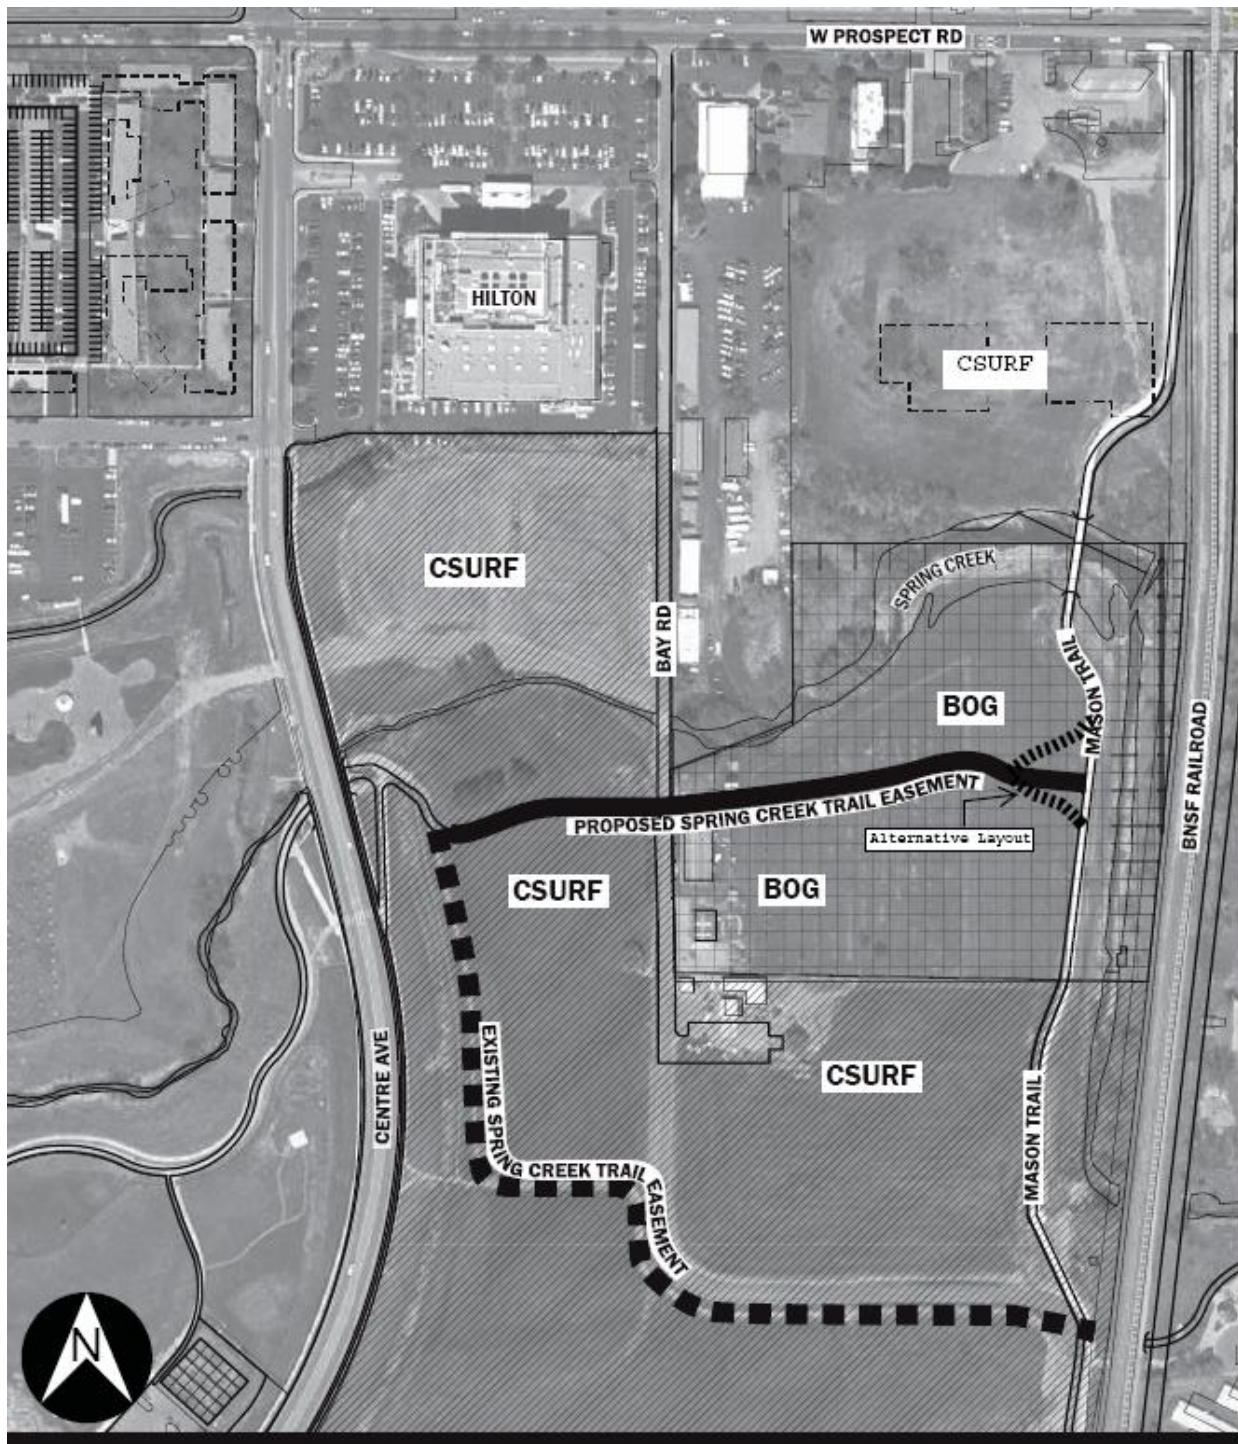 W PROSPECT RD
HILTON
CSURF
CSURF
SPRING CREEK
BAY RD
MASON TRAIL
BOG
BNSF RAILROAD
PROPOSED SPRING CREEK TRAIL EASEMENT
Alternative Layout
CSURF
BOG
CENTRE AVE
EXISTING SPRING CREEK TRAIL EASEMENT
CSURF
MASON TRAIL
N